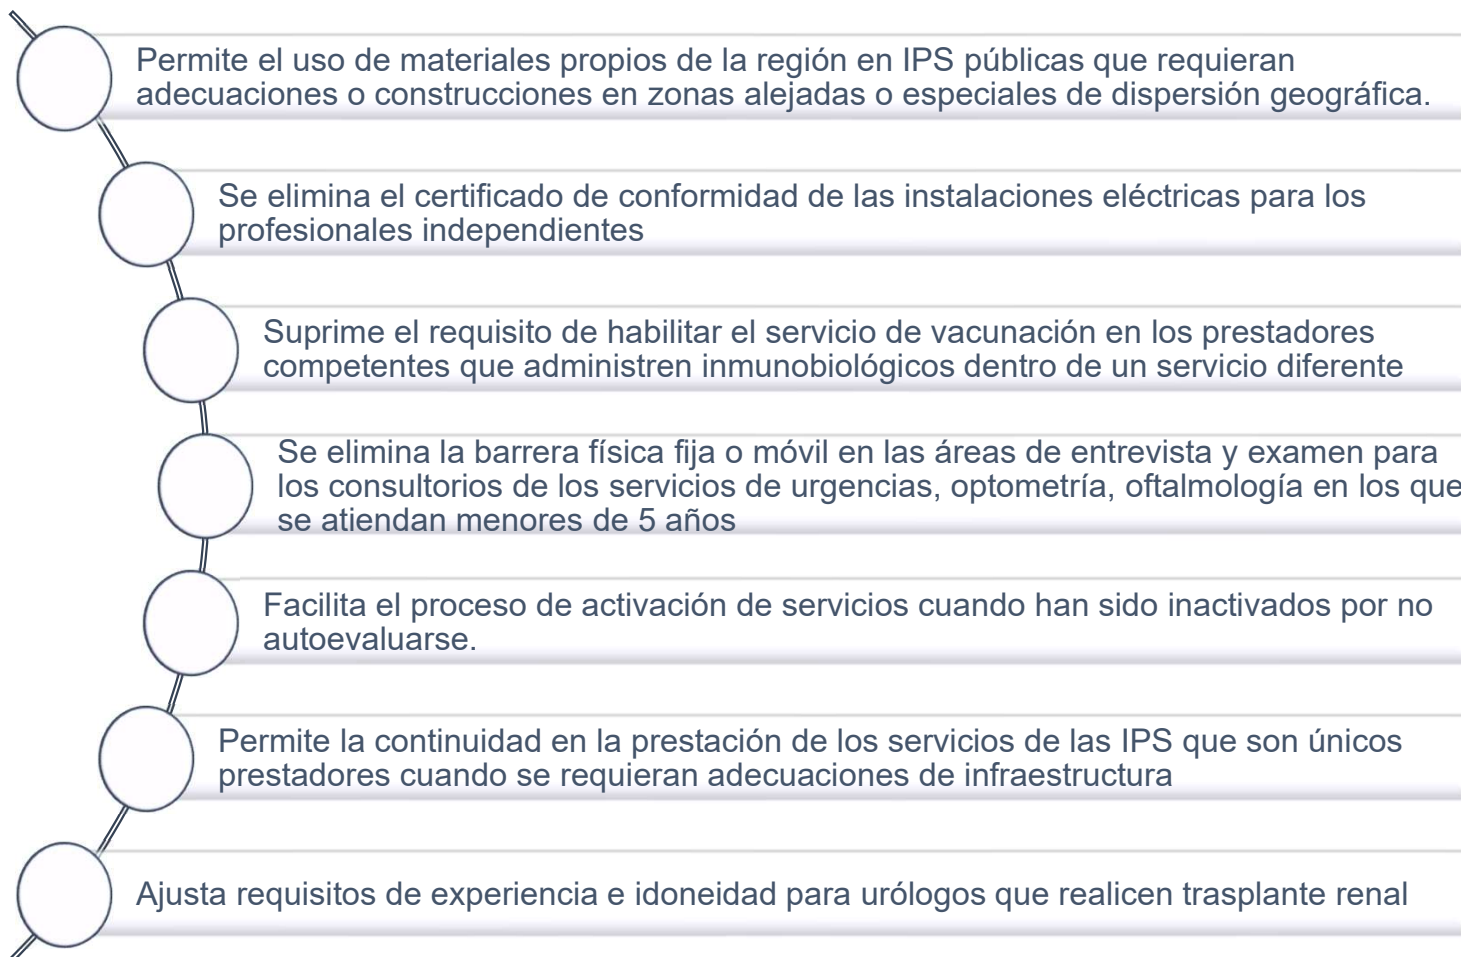 Permite el uso de materiales propios de la región en IPS públicas que requieran
adecuaciones o construcciones en zonas alejadas o especiales de dispersión geográfica.
Se elimina el certificado de conformidad de las instalaciones eléctricas para los
profesionales independientes
Suprime el requisito de habilitar el servicio de vacunación en los prestadores
competentes que administren inmunobiológicos dentro de un servicio diferente
Se elimina la barrera física fija o móvil en las áreas de entrevista y examen para
los consultorios de los servicios de urgencias, optometría, oftalmología en los que
se atiendan menores de 5 años
Facilita el proceso de activación de servicios cuando han sido inactivados por no
autoevaluarse.
Permite la continuidad en la prestación de los servicios de las IPS que son únicos
prestadores cuando se requieran adecuaciones de infraestructura
Ajusta requisitos de experiencia e idoneidad para urólogos que realicen trasplante renal